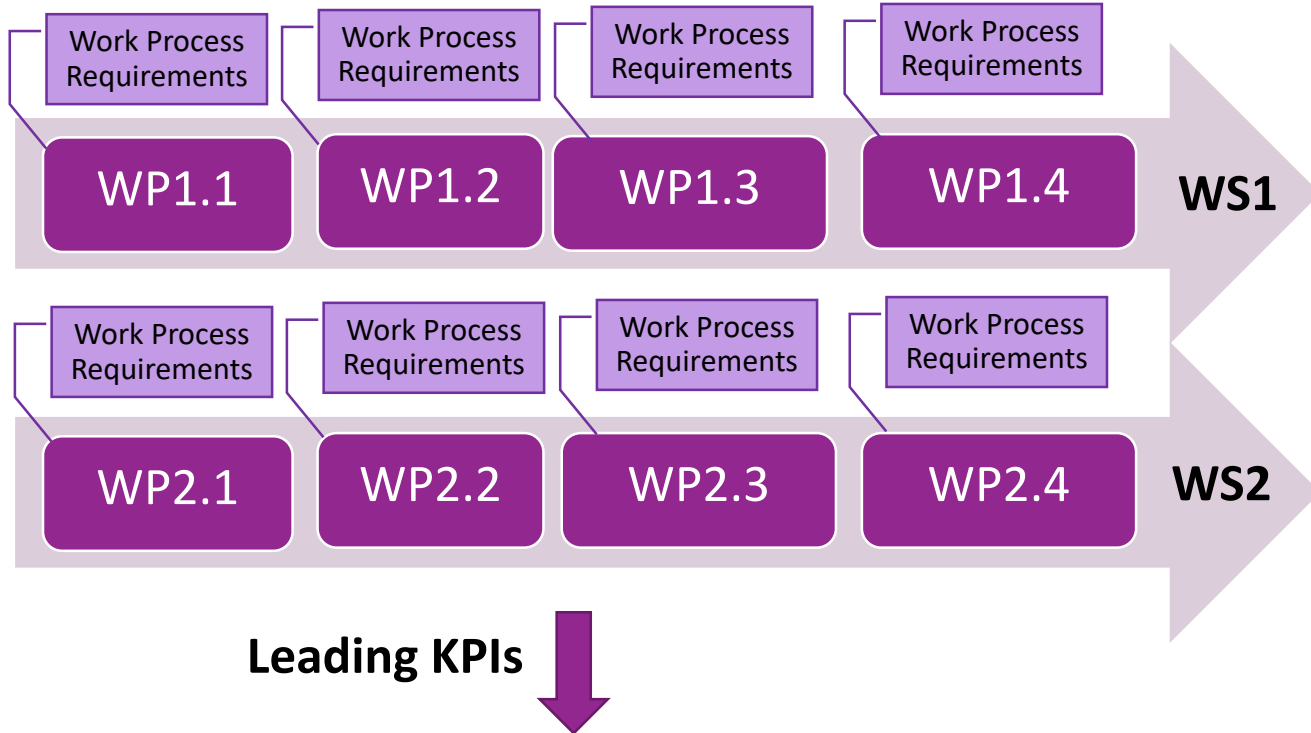 Work Process
Requirements
Work Process
Requirements
Work Process
Requirements
Work Process
Requirements
WP1.1
WP1.2
WP1.3
WP1.4
WS1
Work Process
Requirements
Work Process
Requirements
Work Process
Requirements
Work Process
Requirements
WP2.1
WP2.2
WP2.3
WP2.4
WS2
Leading KPIs